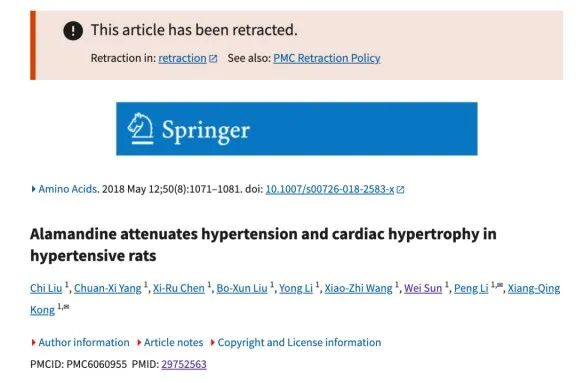 This article has been retracted.
Retraction in: retraction See also: PMC Retraction Policy
Springer
Amino Acids. 2018 May 12;50(8):1071–1081. doi: 10.1007/s00726-018-2583-x
Alamandine attenuates hypertension and cardiac hypertrophy in
hypertensive rats
Chi Liu 1, Chuan-Xi Yang 1, Xi-Ru Chen 1, Bo-Xun Liu 1, Yong Li 1, Xiao-Zhi Wang 1, Wei Sun 1, Peng Li 1,✉, Xiang-Qing
Kong 1,✉
Author information Article notes Copyright and License information
PMCID: PMC6060955 PMID: 29752563